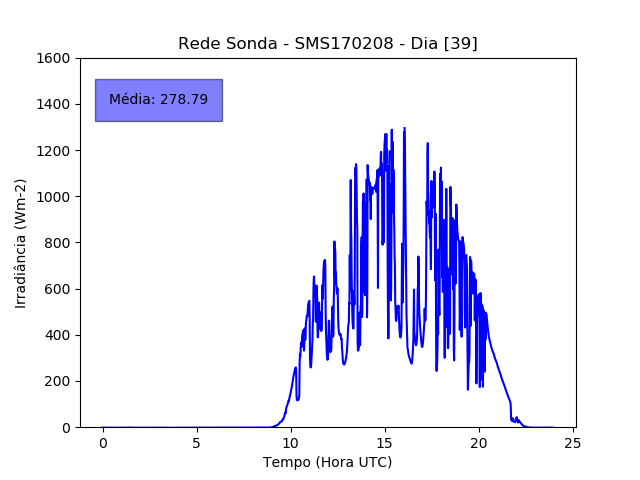 Rede Sonda - SMS170208 - Dia [39]
1600
1400
1200
1000
800
600
400
200
0
Média: 278.79
Irradiância (Wm-2)
0 5 10 15 20 25
Tempo (Hora UTC)